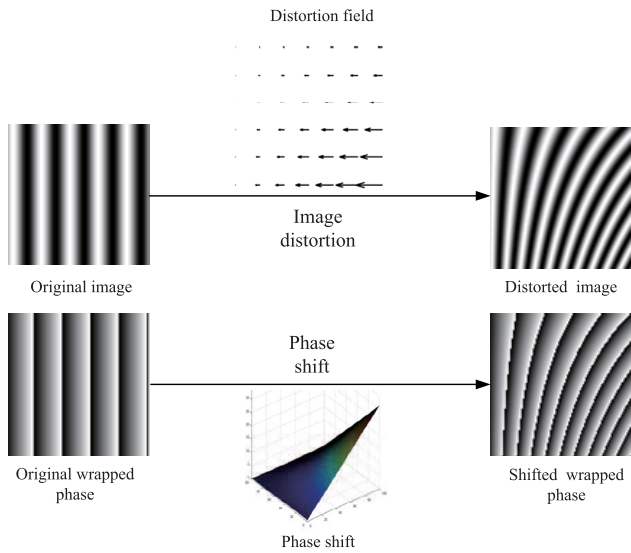 Distortion field
Image
distortion
Original image
Distorted image
Phase
shift
Original wrapped
phase
Shifted wrapped
phase
Phase shift